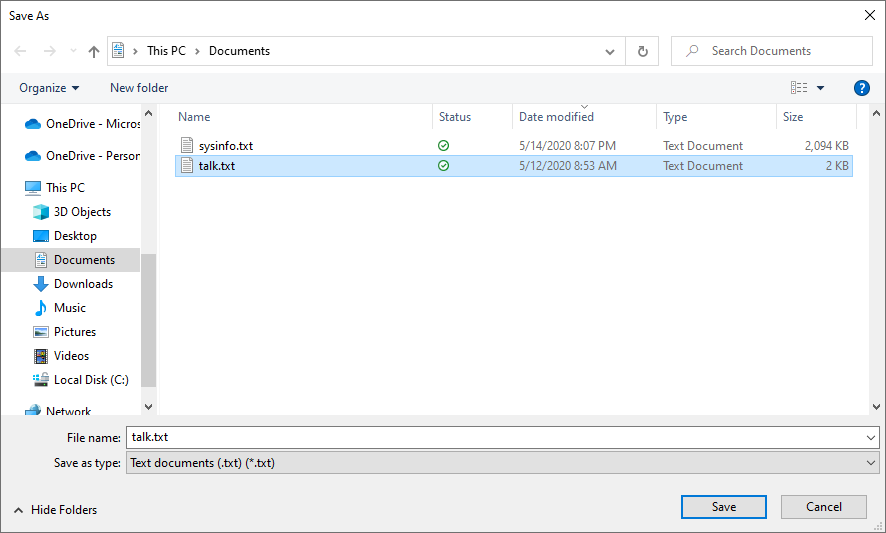 Save As
This PC > Documents
Search Documents
Organize
New folder
?
Name Status Date modified Type Size
sysinfo.txt 5/14/2020 8:07 PM Text Document 2,094 KB
talk.txt 5/12/2020 8:53 AM Text Document 2 KB
OneDrive - Micros
OneDrive - Person
This PC
3D Objects
Desktop
Documents
Downloads
Music
Pictures
Videos
Local Disk (C:)
Network
File name: talk.txt
Save as type: Text documents (.txt) (*.txt)
Hide Folders
Save
Cancel